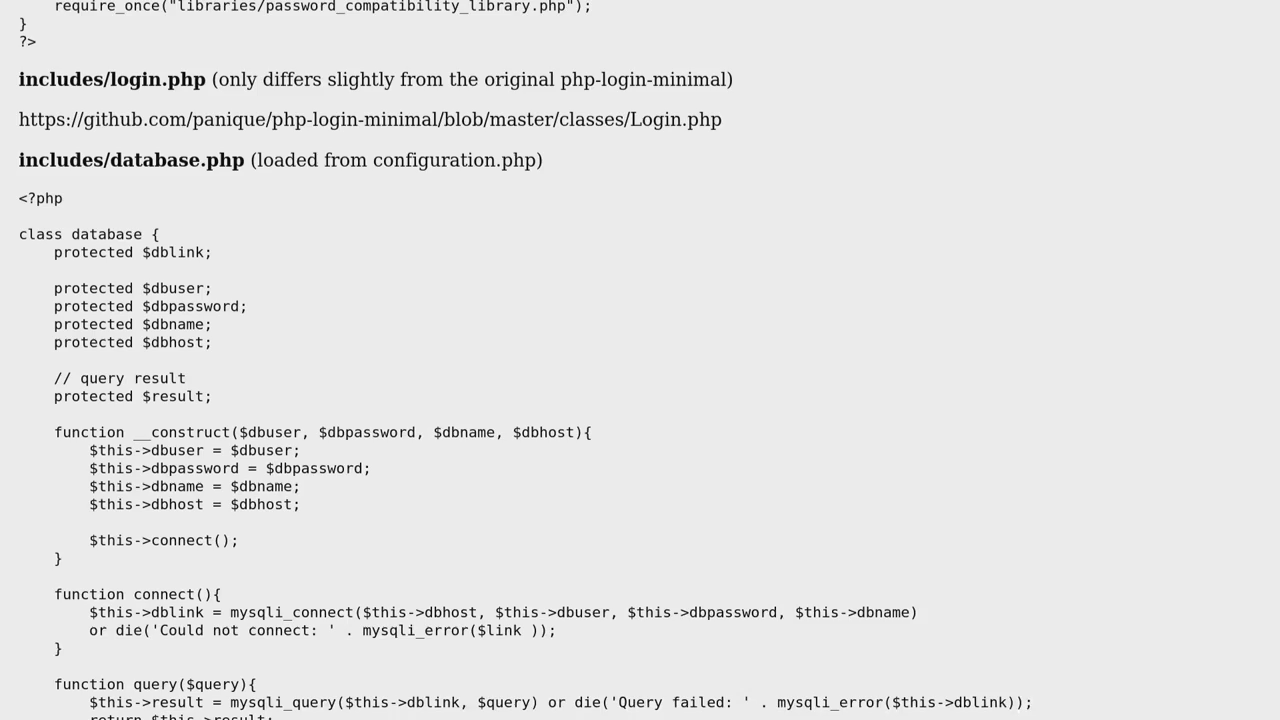 require_once("libraries/password_compatibility_library.php");
}
?>
includes/login.php (only differs slightly from the original php-login-minimal)
https://github.com/panique/php-login-minimal/blob/master/classes/Login.php
includes/database.php (loaded from configuration.php)
<?php
class database {
    protected $dblink;
    protected $dbuser;
    protected $dbpassword;
    protected $dbname;
    protected $dbhost;
    // query result
    protected $result;
    function __construct($dbuser, $dbpassword, $dbname, $dbhost){
        $this->dbuser = $dbuser;
        $this->dbpassword = $dbpassword;
        $this->dbname = $dbname;
        $this->dbhost = $dbhost;
        $this->connect();
    }
    function connect(){
        $this->dblink = mysqli_connect($this->dbhost, $this->dbuser, $this->dbpassword, $this->dbname)
        or die('Could not connect: ' . mysqli_error($link ));
    }
    function query($query){
        $this->result = mysqli_query($this->dblink, $query) or die('Query failed: ' . mysqli_error($this->dblink));
        return $this->result;